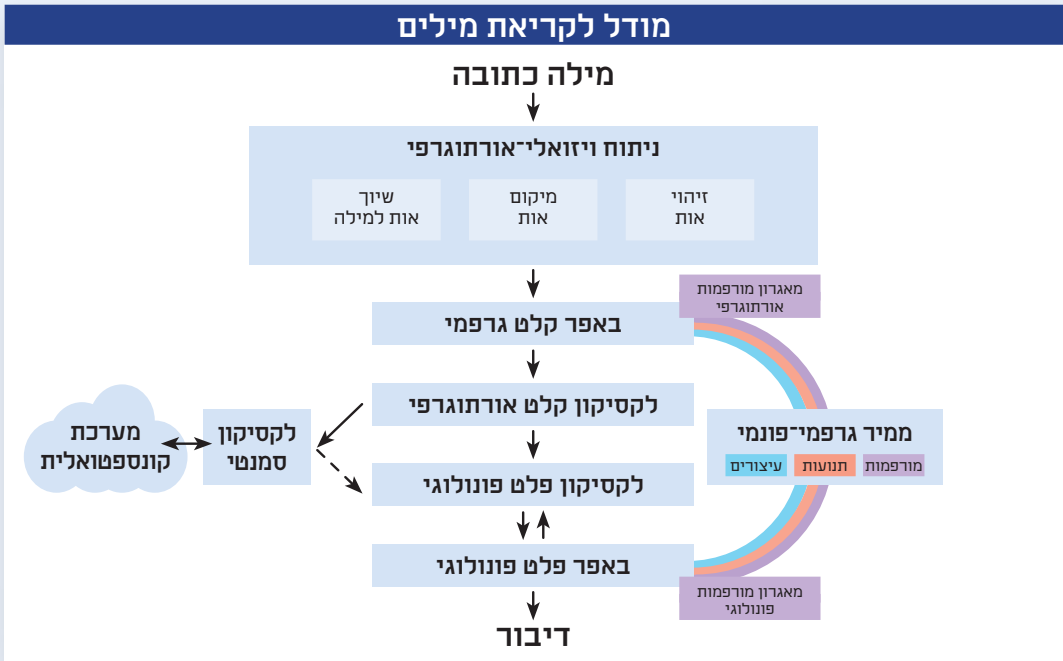 מודל לקריאת מילים
מילה כתובה
ניתוח ויזואלי־אורתוגרפי
זיהוי
אות
מיקום
אות
שיוך
אות למילה
מאגרון מורפמות
אורתוגרפי
באפר קלט גרפמי
לקסיקון קלט אורתוגרפי
ממיר גרפמי־פונמי
מורפמות
תנועות
עיצורים
לקסיקון
סמנטי
מערכת
קונספטואלית
לקסיקון פלט פונולוגי
באפר פלט פונולוגי
מאגרון מורפמות
פונולוגי
דיבור